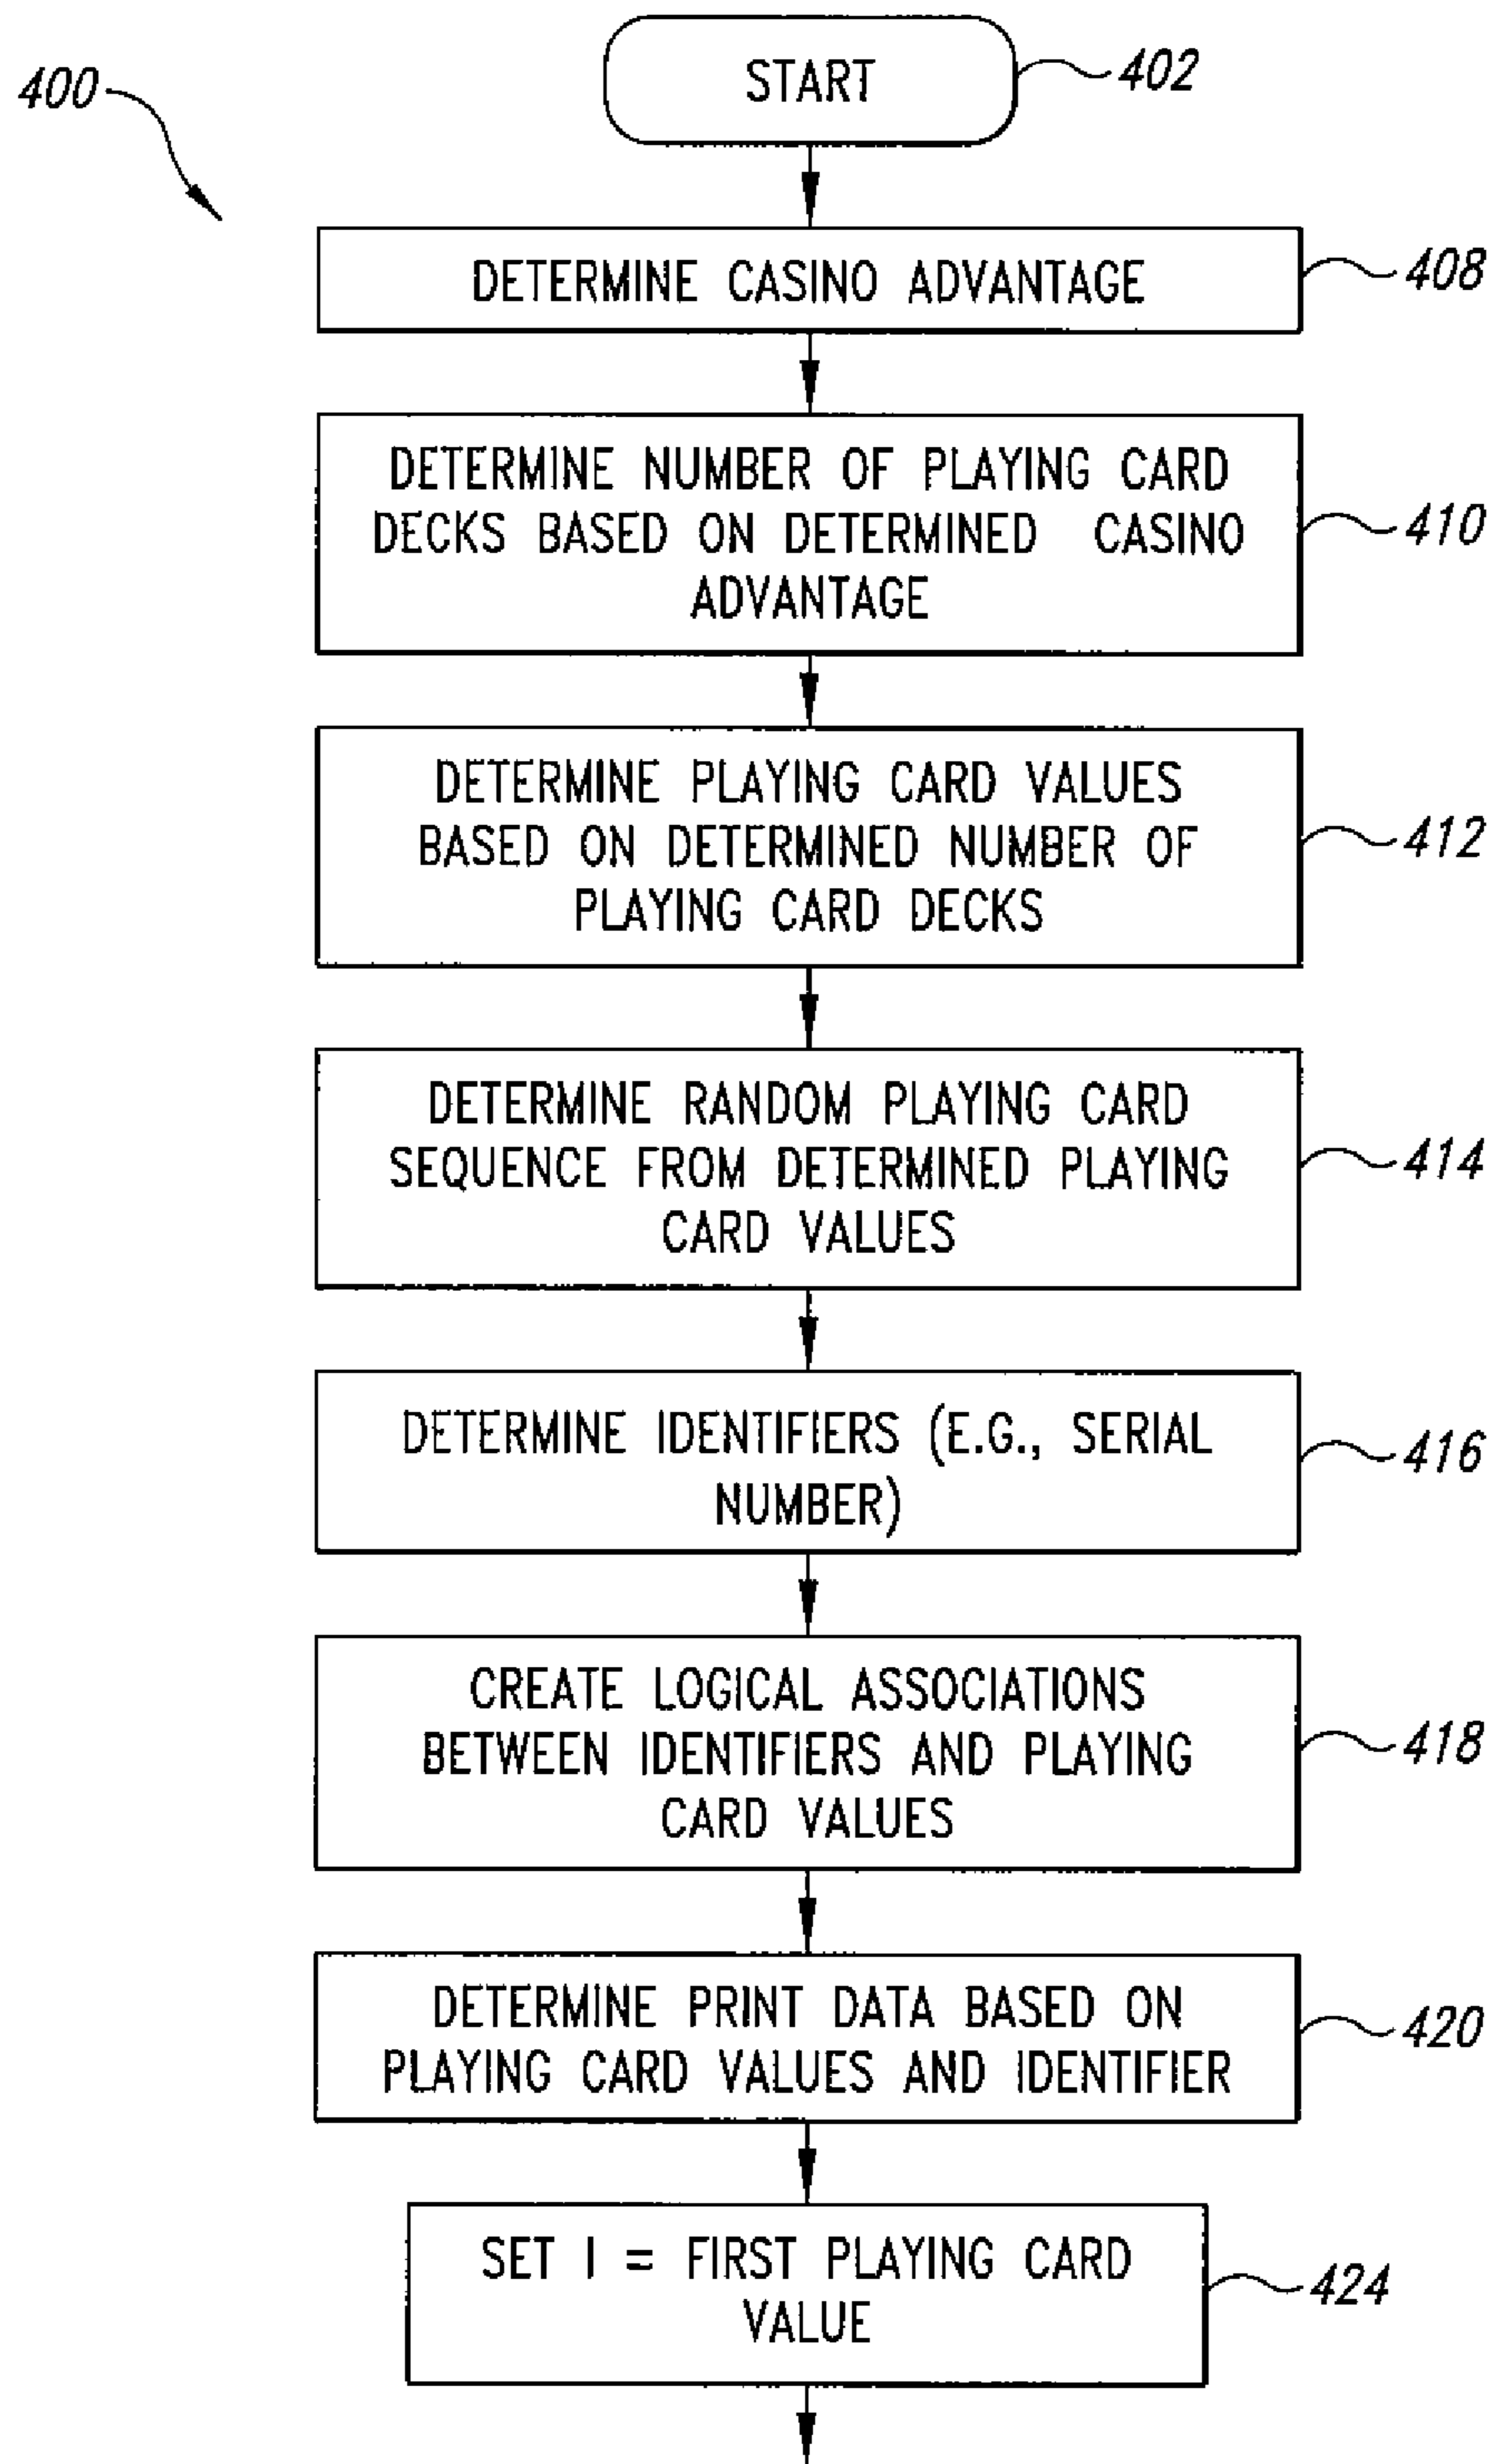 400
START
402
DETERMINE CASINO ADVANTAGE
408
DETERMINE NUMBER OF PLAYING CARD
DECKS BASED ON DETERMINED CASINO
ADVANTAGE
410
DETERMINE PLAYING CARD VALUES
BASED ON DETERMINED NUMBER OF
PLAYING CARD DECKS
412
DETERMINE RANDOM PLAYING CARD
SEQUENCE FROM DETERMINED PLAYING
CARD VALUES
414
DETERMINE IDENTIFIERS (E.G., SERIAL
NUMBER)
416
CREATE LOGICAL ASSOCIATIONS
BETWEEN IDENTIFIERS AND PLAYING
CARD VALUES
418
DETERMINE PRINT DATA BASED ON
PLAYING CARD VALUES AND IDENTIFIER
420
SET I = FIRST PLAYING CARD
VALUE
424